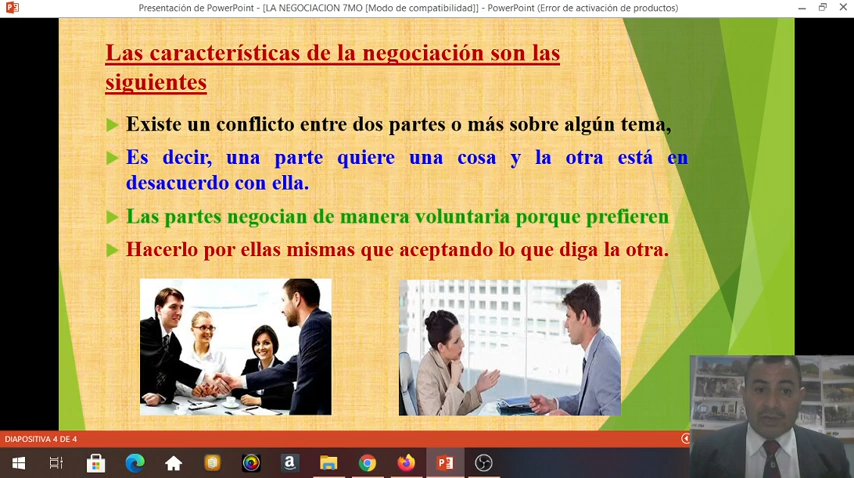 Presentación de PowerPoint - [LA NEGOCIACION 7MO [Modo de compatibilidad]] - PowerPoint (Error de activación de productos)
Las características de la negociación son las
siguientes
Existe un conflicto entre dos partes o más sobre algún tema,
Es decir, una parte quiere una cosa y la otra está en
desacuerdo con ella.
Las partes negocian de manera voluntaria porque prefieren
Hacerlo por ellas mismas que aceptando lo que diga la otra.
DIAPOSITIVA 4 DE 4